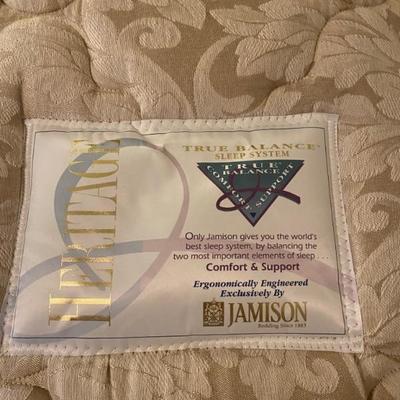 HERITAGE
TRUE BALANCE™
SLEEP SYSTEM
TRUE
BALANCE
COMFORT & SUPPORT
Only Jamison gives you the world's
best sleep system, by balancing the
two most important elements of sleep . . .
Comfort & Support
Ergonomically Engineered
Exclusively By
JAMISON
Bedding Since 1883